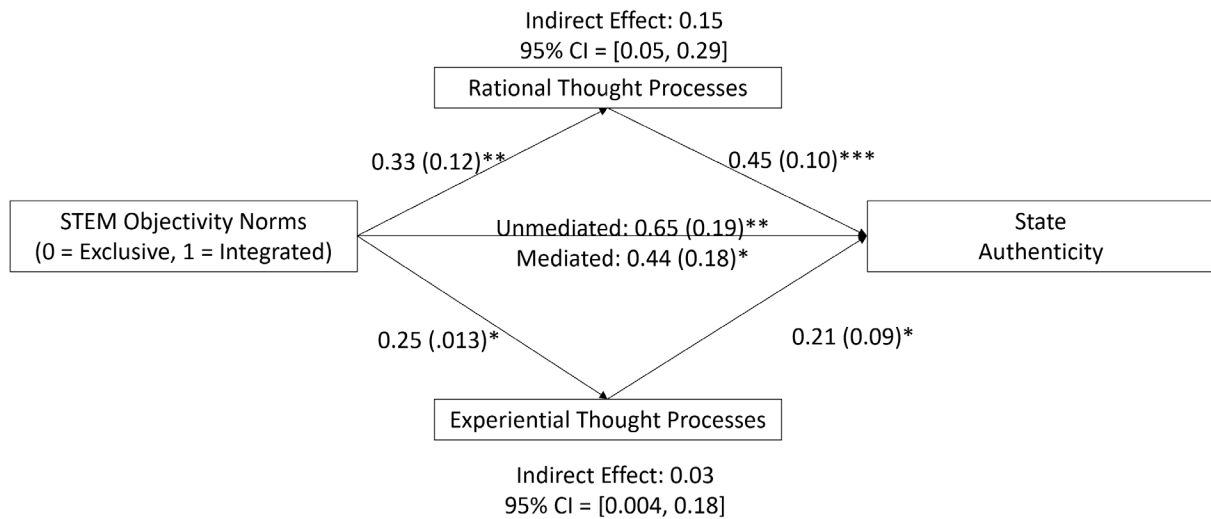 Indirect Effect: 0.15
95% CI = [0.05, 0.29]
Rational Thought Processes
0.33 (0.12)**
0.45 (0.10)***
STEM Objectivity Norms
(0 = Exclusive, 1 = Integrated)
Unmediated: 0.65 (0.19)**
Mediated: 0.44 (0.18)*
State
Authenticity
0.25 (.013)*
0.21 (0.09)*
Experiential Thought Processes
Indirect Effect: 0.03
95% CI = [0.004, 0.18]